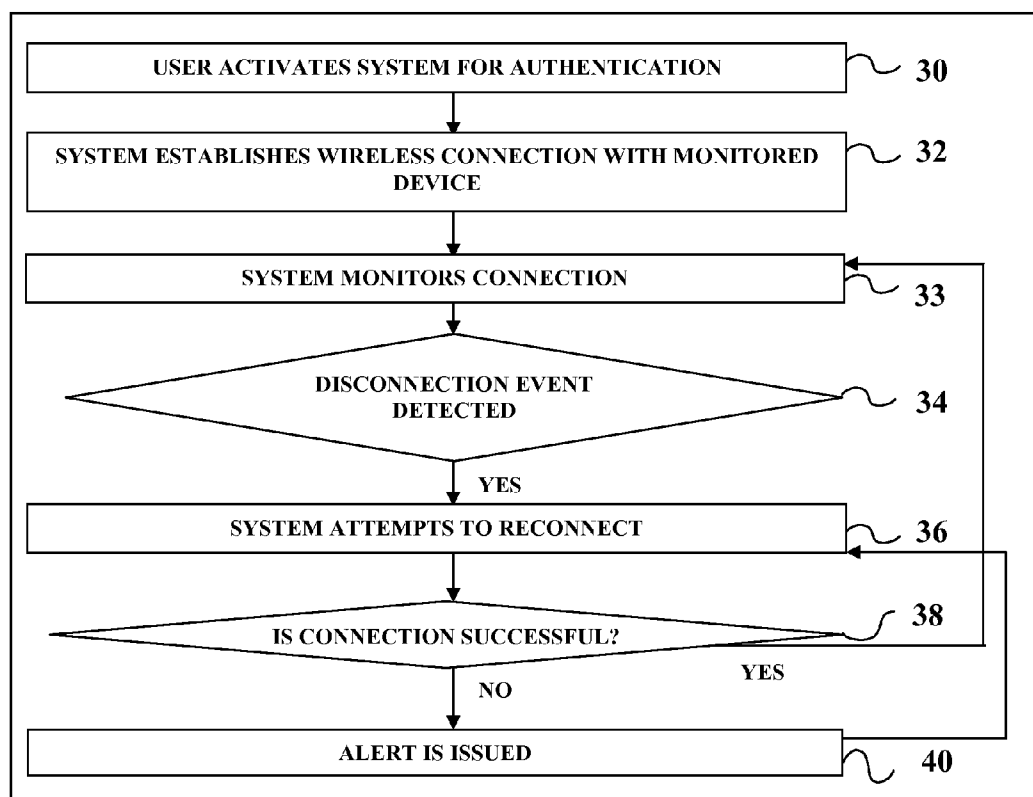 USER ACTIVATES SYSTEM FOR AUTHENTICATION
30
SYSTEM ESTABLISHES WIRELESS CONNECTION WITH MONITORED
DEVICE
32
SYSTEM MONITORS CONNECTION
33
DISCONNECTION EVENT
DETECTED
34
YES
SYSTEM ATTEMPTS TO RECONNECT
36
IS CONNECTION SUCCESSFUL?
38
YES
NO
ALERT IS ISSUED
40